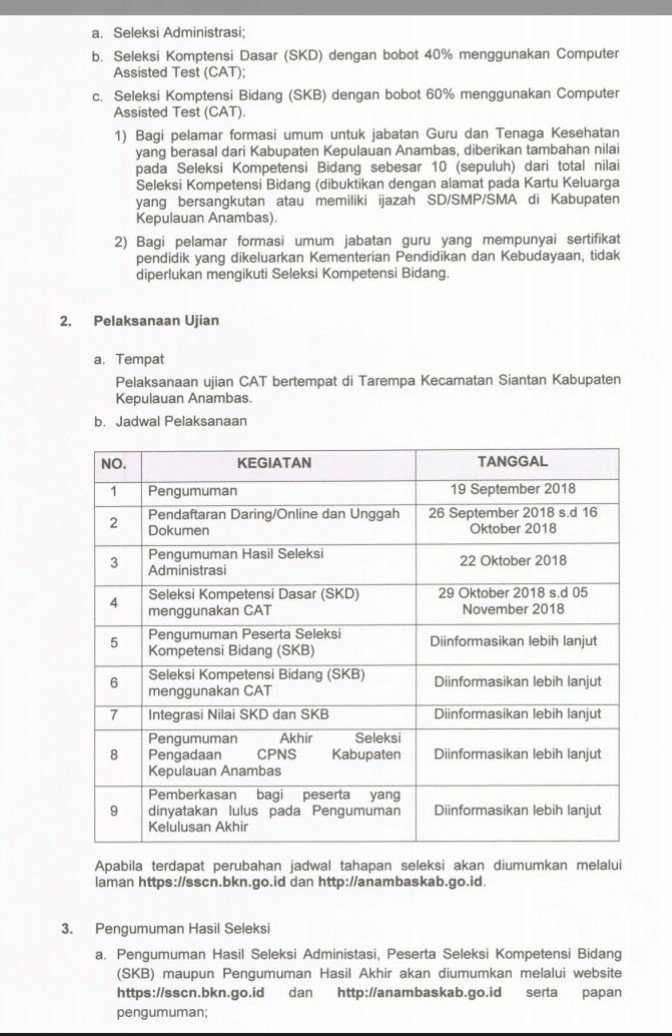 a. Seleksi Administrasi;
b. Seleksi Komptensi Dasar (SKD) dengan bobot 40% menggunakan Computer
Assisted Test (CAT);
c. Seleksi Komptensi Bidang (SKB) dengan bobot 60% menggunakan Computer
Assisted Test (CAT).
1) Bagi pelamar formasi umum untuk jabatan Guru dan Tenaga Kesehatan
yang berasal dari Kabupaten Kepulauan Anambas, diberikan tambahan nilai
pada Seleksi Kompetensi Bidang sebesar 10 (sepuluh) dari total nilai
Seleksi Kompetensi Bidang (dibuktikan dengan alamat pada Kartu Keluarga
yang bersangkutan atau memiliki ijazah SD/SMP/SMA di Kabupaten
Kepulauan Anambas).
2) Bagi pelamar formasi umum jabatan guru yang mempunyai sertifikat
pendidik yang dikeluarkan Kementerian Pendidikan dan Kebudayaan, tidak
diperlukan mengikuti Seleksi Kompetensi Bidang.
2. Pelaksanaan Ujian
a. Tempat
Pelaksanaan ujian CAT bertempat di Tarempa Kecamatan Siantan Kabupaten
Kepulauan Anambas.
b. Jadwal Pelaksanaan
NO. KEGIATAN TANGGAL
1 Pengumuman 19 September 2018
2 Pendaftaran Daring/Online dan Unggah
Dokumen
26 September 2018 s.d 16
Oktober 2018
3 Pengumuman Hasil Seleksi
Administrasi
22 Oktober 2018
4 Seleksi Kompetensi Dasar (SKD)
menggunakan CAT
29 Oktober 2018 s.d 05
November 2018
5 Pengumuman Peserta Seleksi
Kompetensi Bidang (SKB)
Diinformasikan lebih lanjut
6 Seleksi Kompetensi Bidang (SKB)
menggunakan CAT
Diinformasikan lebih lanjut
7 Integrasi Nilai SKD dan SKB Diinformasikan lebih lanjut
8 Pengumuman Akhir Seleksi
Pengadaan CPNS Kabupaten
Kepulauan Anambas
Diinformasikan lebih lanjut
9 Pemberkasan bagi peserta yang
dinyatakan lulus pada Pengumuman
Kelulusan Akhir
Diinformasikan lebih lanjut
Apabila terdapat perubahan jadwal tahapan seleksi akan diumumkan melalui
laman https://sscn.bkn.go.id dan http://anambaskab.go.id.
3. Pengumuman Hasil Seleksi
a. Pengumuman Hasil Seleksi Administasi, Peserta Seleksi Kompetensi Bidang
(SKB) maupun Pengumuman Hasil Akhir akan diumumkan melalui website
https://sscn.bkn.go.id dan http://anambaskab.go.id serta papan
pengumuman;